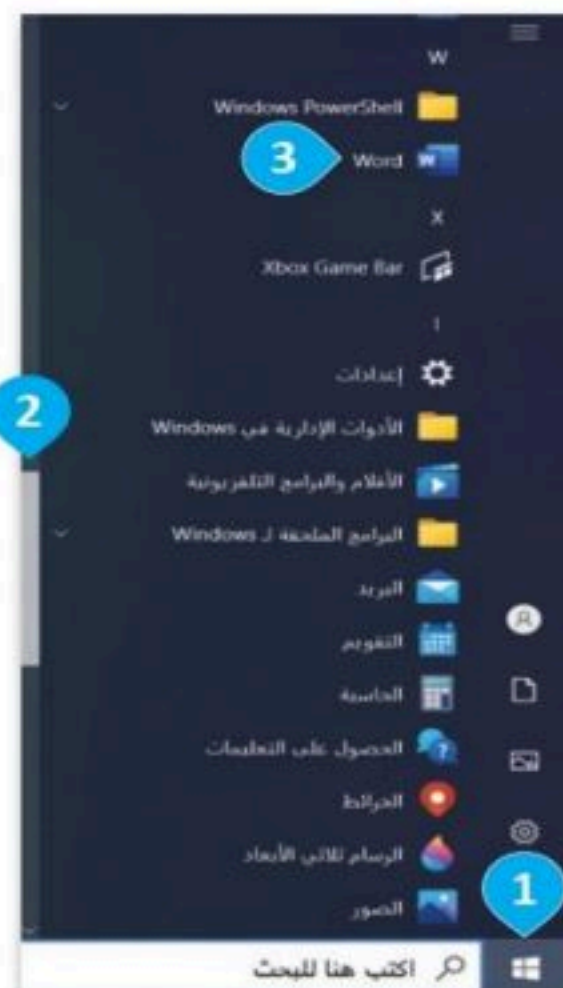 W
Windows PowerShell
3
Word
X
Xbox Game Bar
إ
إعدادات
2
الأدوات الإدارية في Windows
الأفلام والبرامج التلفزيونية
البرامج الملحقة لـ Windows
البريد
التقويم
الحاسبة
الحصول على التعليمات
الخرائط
الرسام ثلاثي الأبعاد
1
الصور
اكتب هنا للبحث